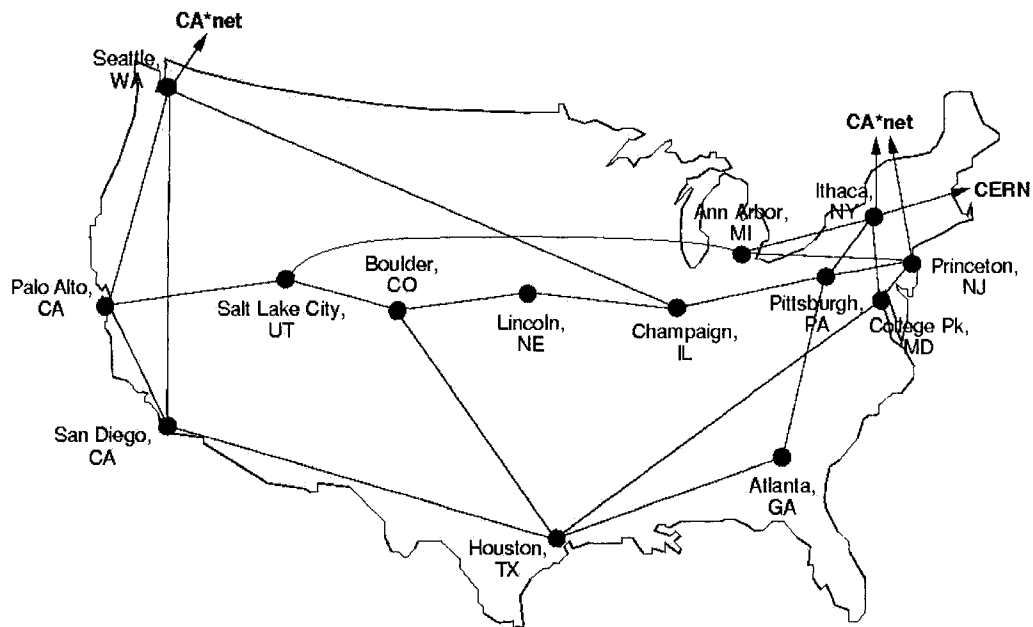 CA*net
Seattle,
WA
CA*net
Ithaca,
NY
CERN
Ann Arbor,
MI
Boulder,
CO
Palo Alto,
CA
Salt Lake City,
UT
Lincoln,
NE
Champaign,
IL
Pittsburgh,
PA
Princeton,
NJ
College Pk,
MD
San Diego,
CA
Atlanta,
GA
Houston,
TX